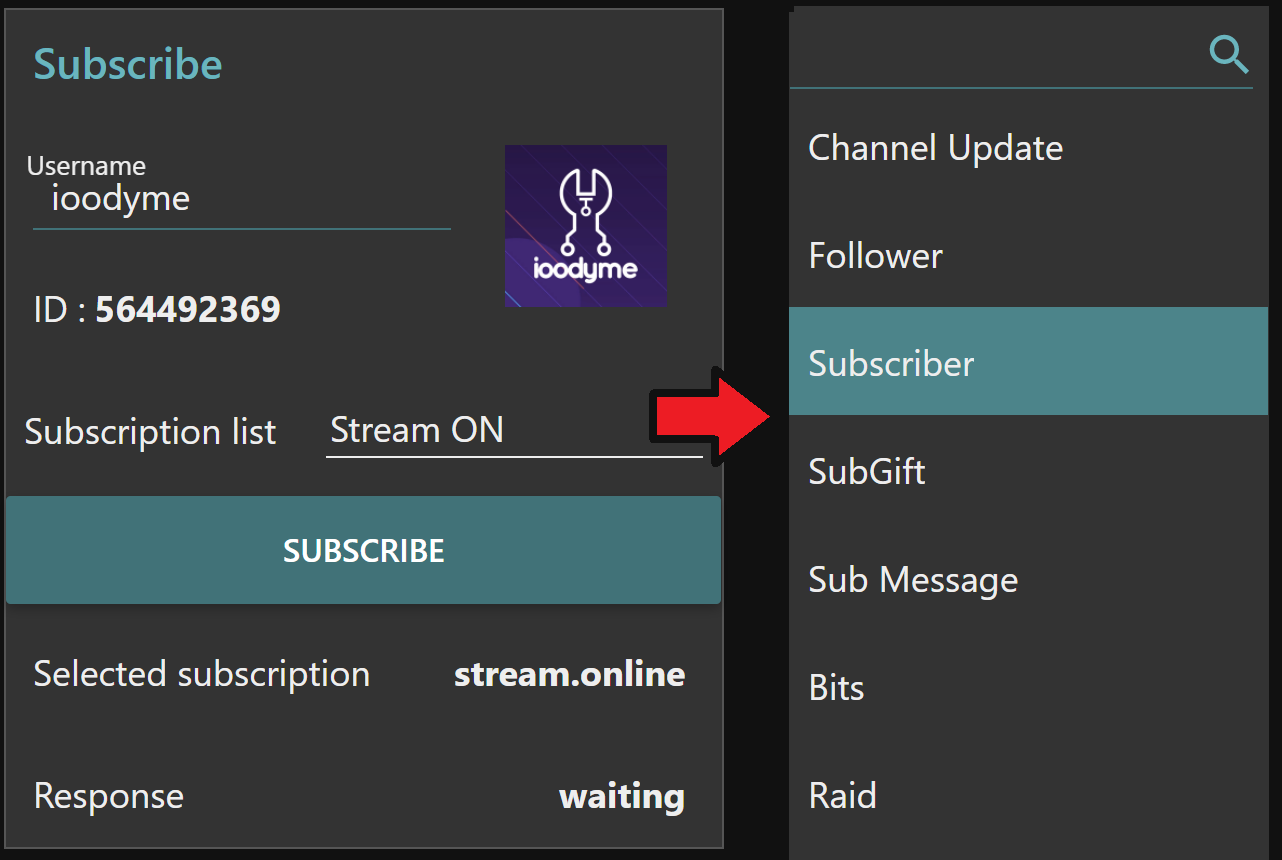 Subscribe
Username
ioodyme
ioodyme
ID : 564492369
Subscription list
Stream ON
SUBSCRIBE
Selected subscription
stream.online
Response
waiting
Channel Update
Follower
Subscriber
SubGift
Sub Message
Bits
Raid